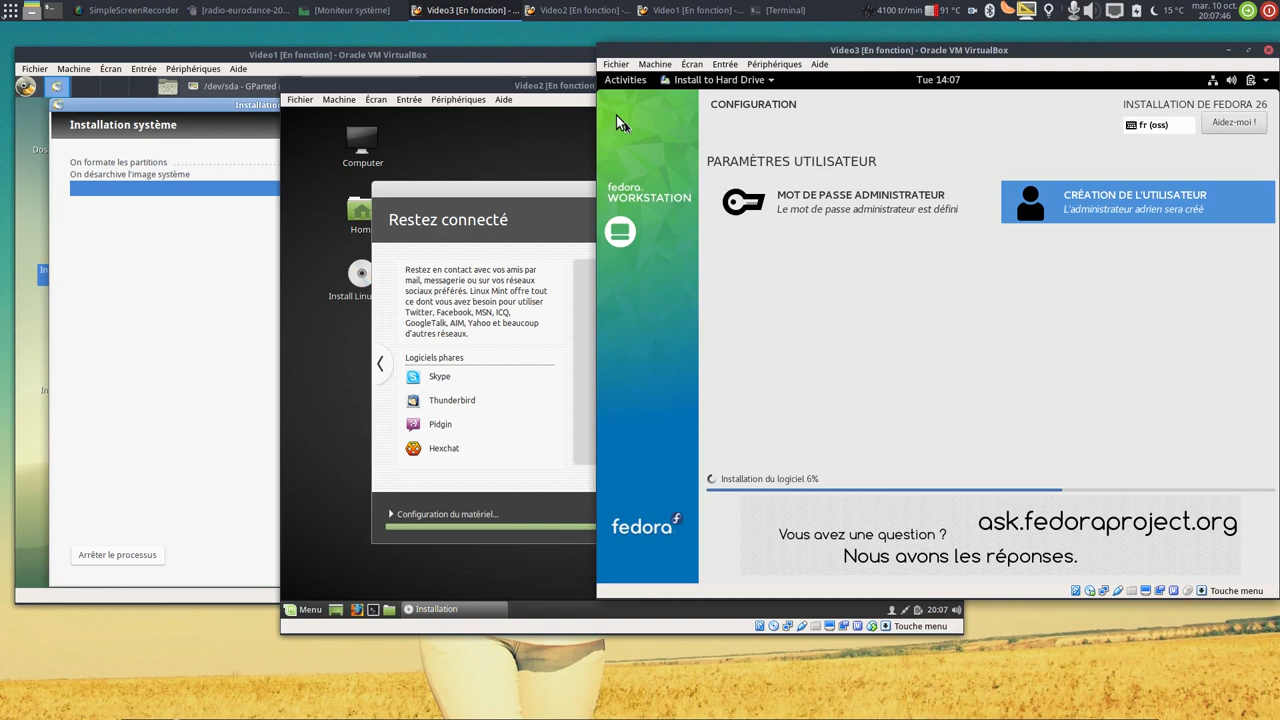 SimpleScreenRecorder
[radio-eurodance-20...
[Moniteur système]
Video3 [En fonction] - ...
Video2 [En fonction] -...
Video1 [En fonction] -...
[Terminal]
4100 tr/min
91 °C
15 °C
mar. 10 oct.
20:07:46
Video1 [En fonction] - Oracle VM VirtualBox
Fichier Machine Écran Entrée Périphériques Aide
/dev/sda - GParted
Installation
Installation système
On formate les partitions
On désarchive l'image système
Arrêter le processus
Video2 [En fonction]
Fichier Machine Écran Entrée Périphériques Aide
Computer
Home
Restez connecté
Restez en contact avec vos amis par
mail, messagerie ou sur vos réseaux
sociaux préférés. Linux Mint offre tout
ce dont vous avez besoin pour utiliser
Twitter, Facebook, MSN, ICQ,
GoogleTalk, AIM, Yahoo et beaucoup
d'autres réseaux.
Logiciels phares
Skype
Thunderbird
Pidgin
Hexchat
Configuration du matériel...
Menu
Installation
20:07
Touche menu
Video3 [En fonction] - Oracle VM VirtualBox
Fichier Machine Écran Entrée Périphériques Aide
Activities
Install to Hard Drive
Tue 14:07
CONFIGURATION
INSTALLATION DE FEDORA 26
fr (oss)
Aidez-moi !
fedora
WORKSTATION
PARAMÈTRES UTILISATEUR
MOT DE PASSE ADMINISTRATEUR
Le mot de passe administrateur est défini
CRÉATION DE L'UTILISATEUR
L'administrateur adrien sera créé
Installation du logiciel 6%
fedora
Vous avez une question ?
ask.fedoraproject.org
Nous avons les réponses.
Touche menu